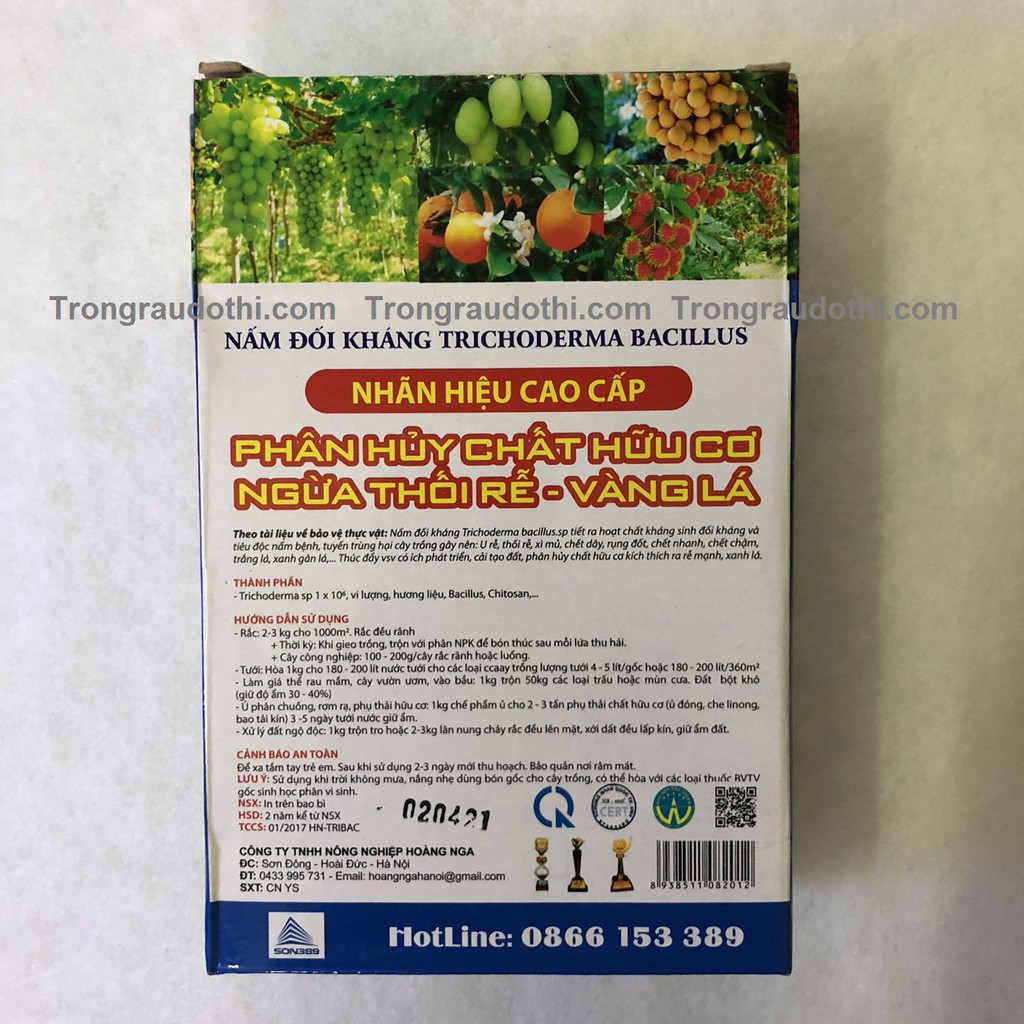 Trongraudothi.com Trongraudothi.com Trongraudothi.com
NẤM ĐỐI KHÁNG TRICHODERMA BACILLUS
NHÃN HIỆU CAO CẤP
PHÂN HỦY CHẤT HỮU CƠ
NGỪA THỐI RỄ - VÀNG LÁ
Theo tài liệu về bảo vệ thực vật: Nấm đối kháng Trichoderma bacillus.sp tiết ra hoạt chất kháng sinh đối kháng và
tiêu độc nấm bệnh, tuyến trùng hại cây trồng gây nên: U rễ, thối rễ, xì mủ, chết dây, rụng đốt, chết nhanh, chết chậm,
trắng lá, xanh gân lá,... Thúc đẩy vsv có ích phát triển, cải tạo đất, phân hủy chất hữu cơ kích thích ra rễ mạnh, xanh lá.
THÀNH PHẦN
- Trichoderma sp 1 x 10⁶, vi lượng, hương liệu, Bacillus, Chitosan,...
HƯỚNG DẪN SỬ DỤNG
- Rắc: 2-3 kg cho 1000m². Rắc đều rãnh
+ Thời kỳ: Khi gieo trồng, trộn với phân NPK để bón thúc sau mỗi lứa thu hái.
+ Cây công nghiệp: 100 - 200g/cây rắc rãnh hoặc luống.
- Tưới: Hòa 1kg cho 180 - 200 lít nước tưới cho các loại ccaay trồng lượng tưới 4 - 5 lít/gốc hoặc 180 - 200 lít/360m²
- Làm giá thể rau mầm, cây vườn ươm, vào bầu: 1kg trộn 50kg các loại trấu hoặc mùn cưa. Đất bột khô
(giữ độ ẩm 30 - 40%)
- Ủ phân chuồng, rơm rạ, phụ thải hữu cơ: 1kg chế phẩm ủ cho 2 - 3 tấn phụ thải chất hữu cơ (ủ đóng, che linong,
bao tải kín) 3 -5 ngày tưới nước giữ ẩm.
- Xử lý đất ngộ độc: 1kg trộn tro hoặc 2-3kg lân nung chảy rắc đều lên mặt, xới dất đều lấp kín, giữ ẩm đất.
CẢNH BÁO AN TOÀN
Để xa tầm tay trẻ em. Sau khi sử dụng 2-3 ngày mới thu hoạch. Bảo quản nơi râm mát.
LƯU Ý: Sử dụng khi trời không mưa, nắng nhẹ dùng bón gốc cho cây trồng, có thể hòa với các loại thuốc BVTV
gốc sinh học phân vi sinh.
NSX: In trên bao bì
HSD: 2 năm kể từ NSX
TCCS: 01/2017 HN-TRIBAC
020421
CERT
CÔNG TY TNHH NÔNG NGHIỆP HOÀNG NGA
ĐC: Sơn Đông - Hoài Đức - Hà Nội
ĐT: 0433 995 731 - Email: hoangngahanoi@gmail.com
SXT: CN YS
8 938511 082012
SON389
HotLine: 0866 153 389